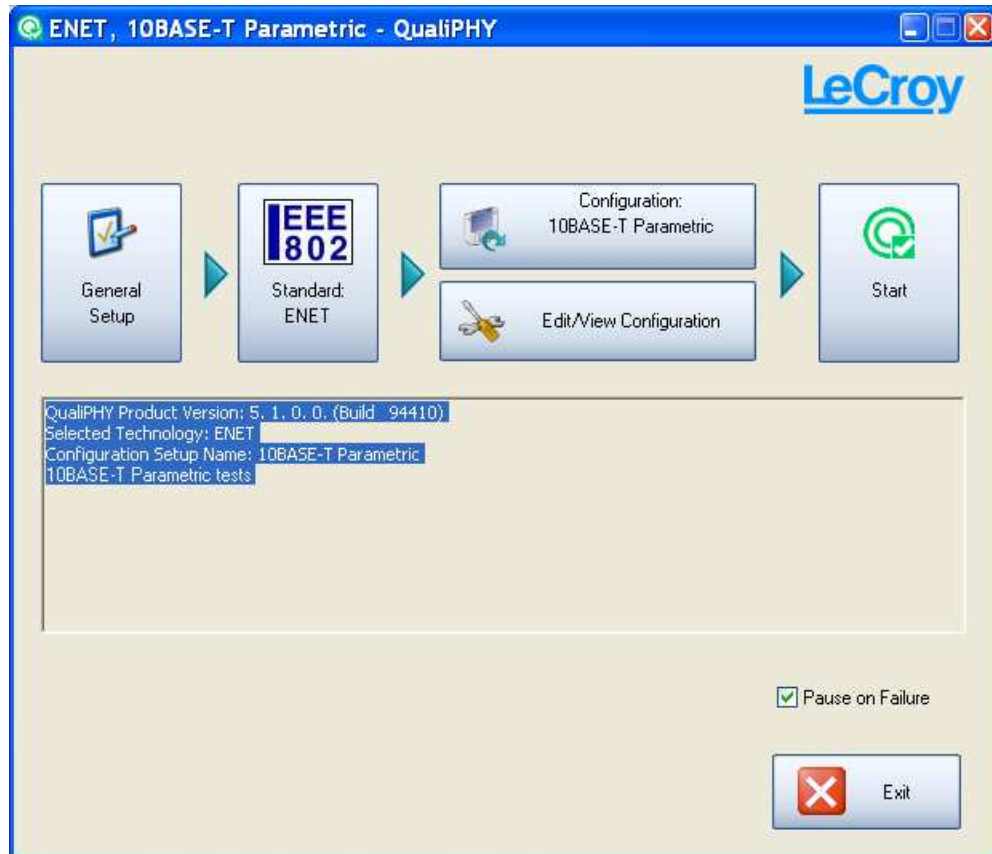 ENET, 10BASE-T Parametric - QualiPHY
LeCroy
General
Setup
IEEE
802
Standard:
ENET
Configuration:
10BASE-T Parametric
Edit/View Configuration
Start
QualiPHY Product Version: 5. 1. 0. 0. (Build  94410)
Selected Technology: ENET
Configuration Setup Name: 10BASE-T Parametric
10BASE-T Parametric tests
Pause on Failure
Exit